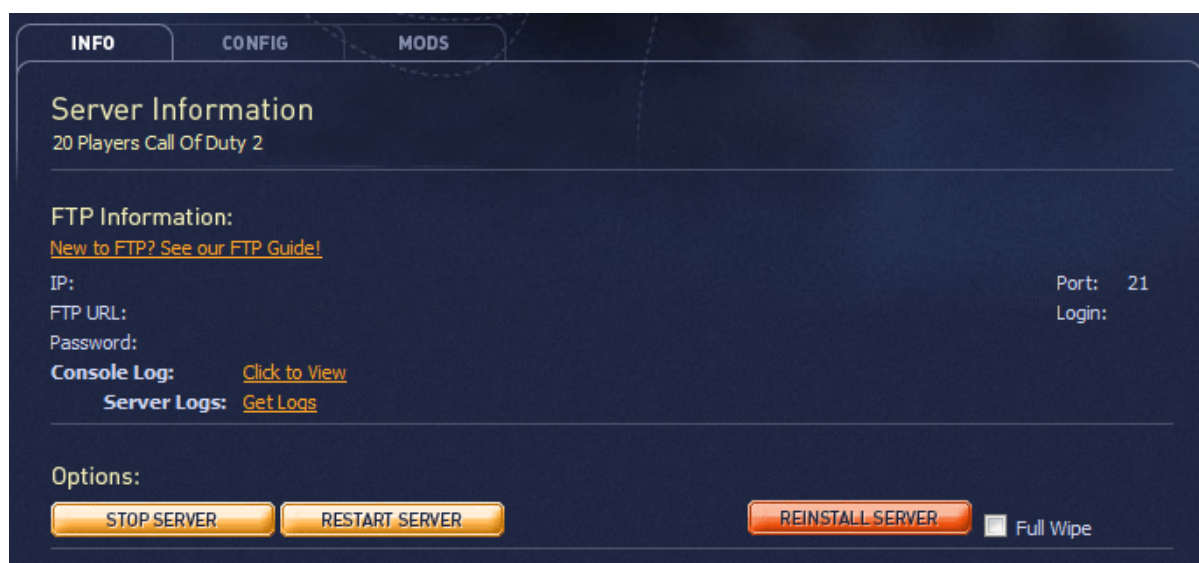 INFO CONFIG MODS
Server Information
20 Players Call Of Duty 2
FTP Information:
New to FTP? See our FTP Guide!
IP: Port: 21
FTP URL: Login:
Password:
Console Log: Click to View
Server Logs: Get Logs
Options:
STOP SERVER RESTART SERVER REINSTALL SERVER Full Wipe